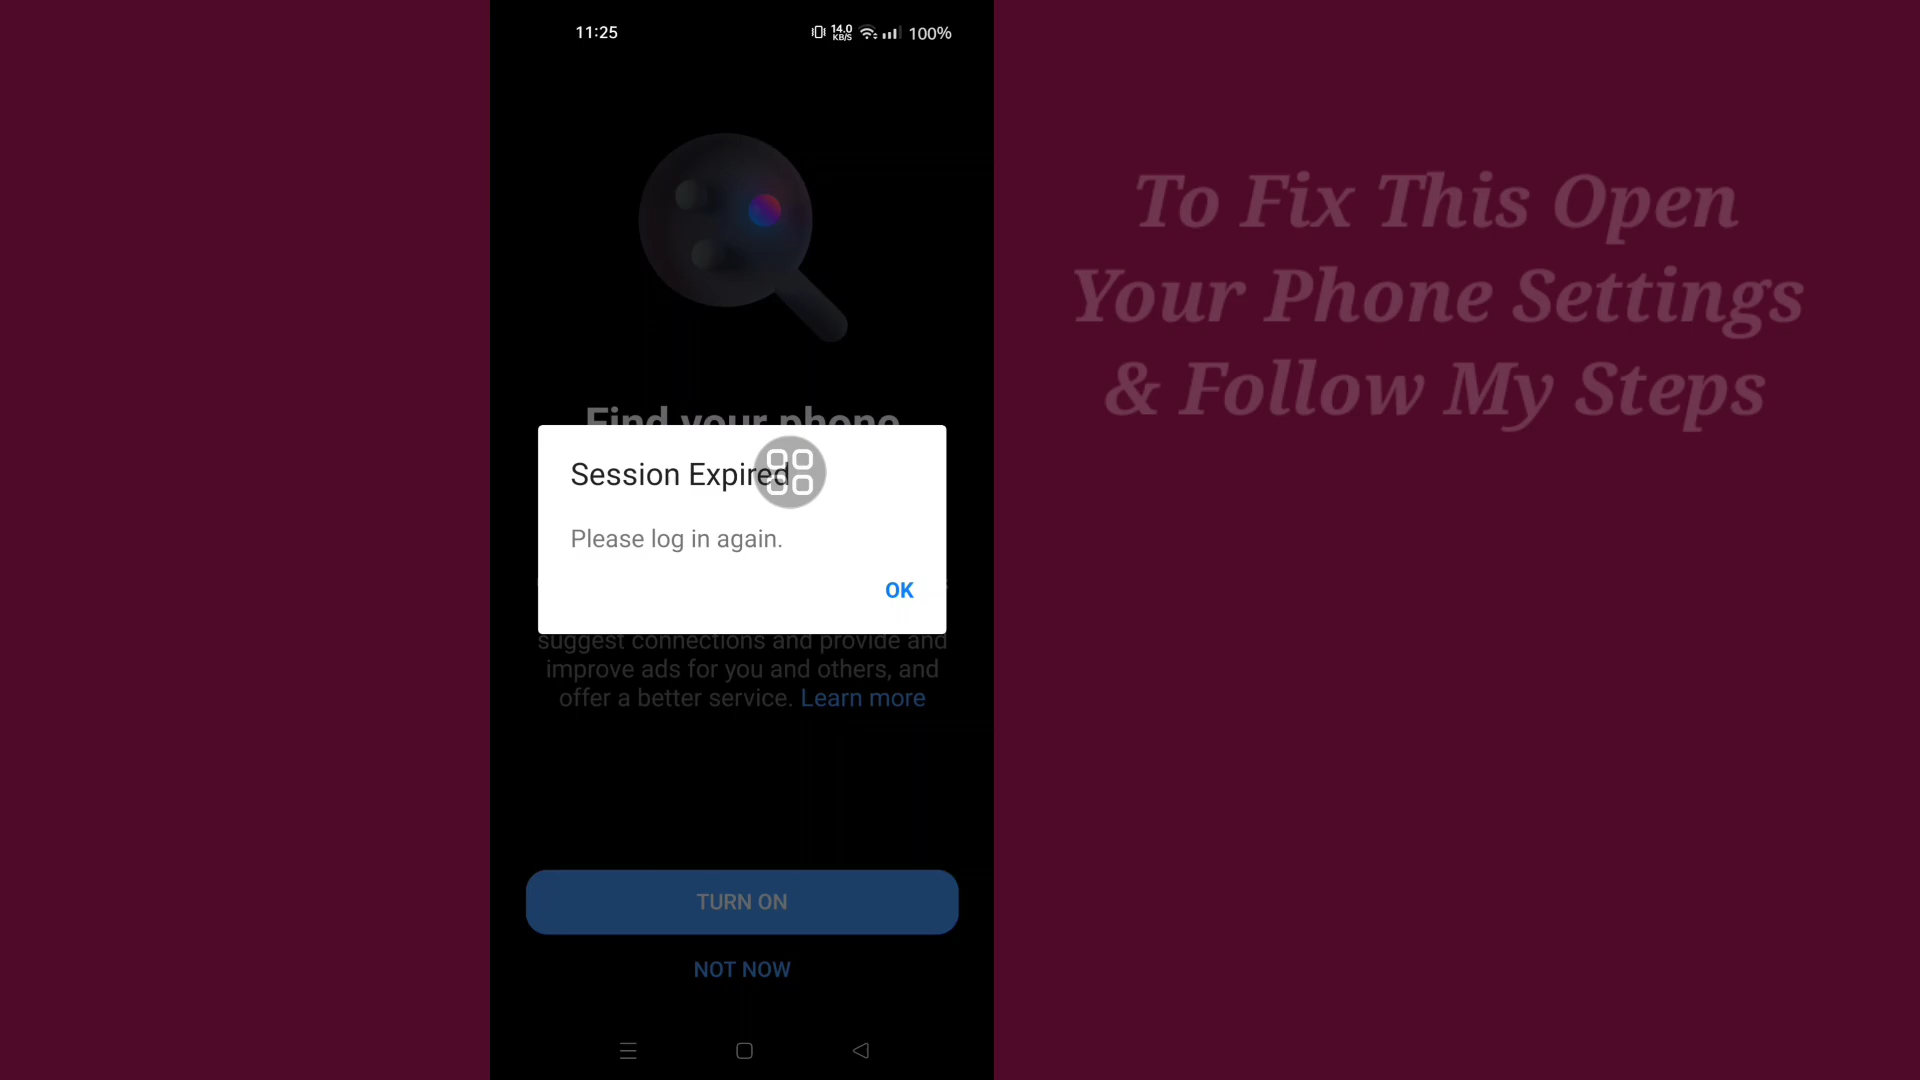 11:25
14.0
KB/S
100%
Find your phone
Session Expired
Please log in again.
OK
suggest connections and provide and
improve ads for you and others, and
offer a better service. Learn more
TURN ON
NOT NOW
To Fix This Open
Your Phone Settings
& Follow My Steps